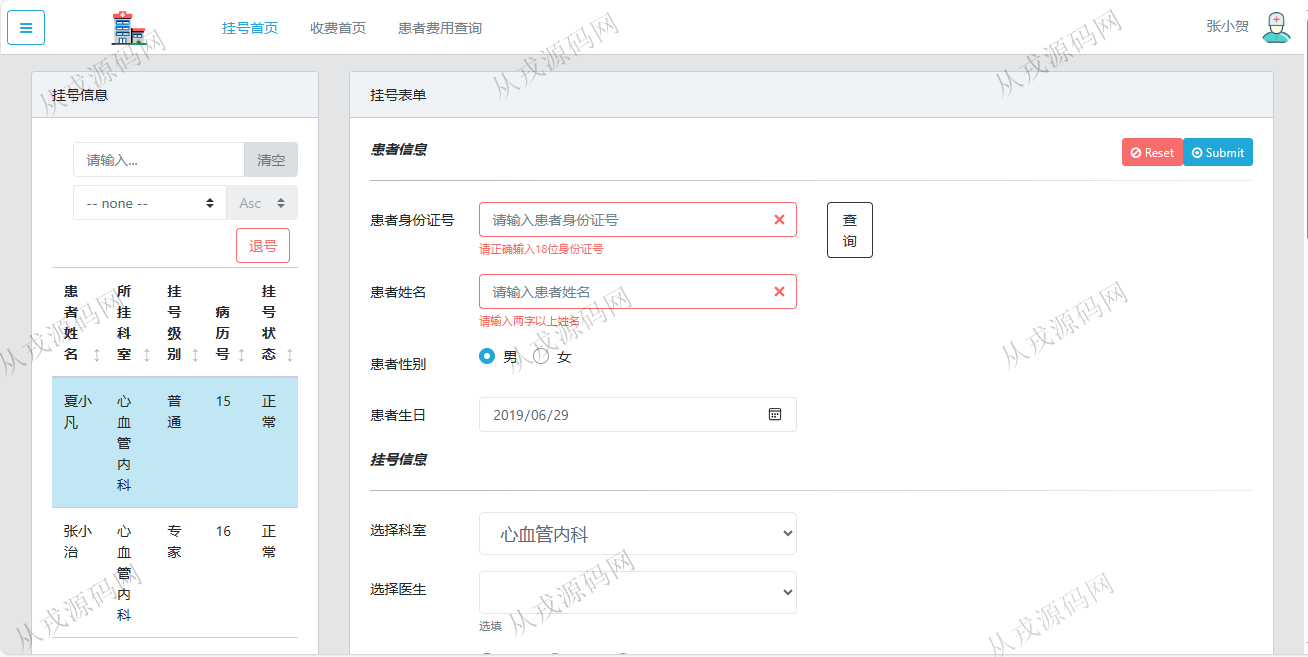 挂号首页 收费首页 患者费用查询 张小贺
挂号信息
请输入... 清空
-- none -- Asc
退号
患者姓名 所挂科室 挂号级别 病历号 挂号状态
夏小凡 心血管内科 普通 15 正常
张小治 心血管内科 专家 16 正常
挂号表单
患者信息 Reset Submit
患者身份证号 请输入患者身份证号 查询
请正确输入18位身份证号
患者姓名 请输入患者姓名
请输入两字以上姓名
患者性别 男 女
患者生日 2019/06/29
挂号信息
选择科室 心血管内科
选择医生
选填
从戎源码网
从戎源码网
从戎源码网
从戎源码网
从戎源码网
从戎源码网
从戎源码网
从戎源码网
从戎源码网